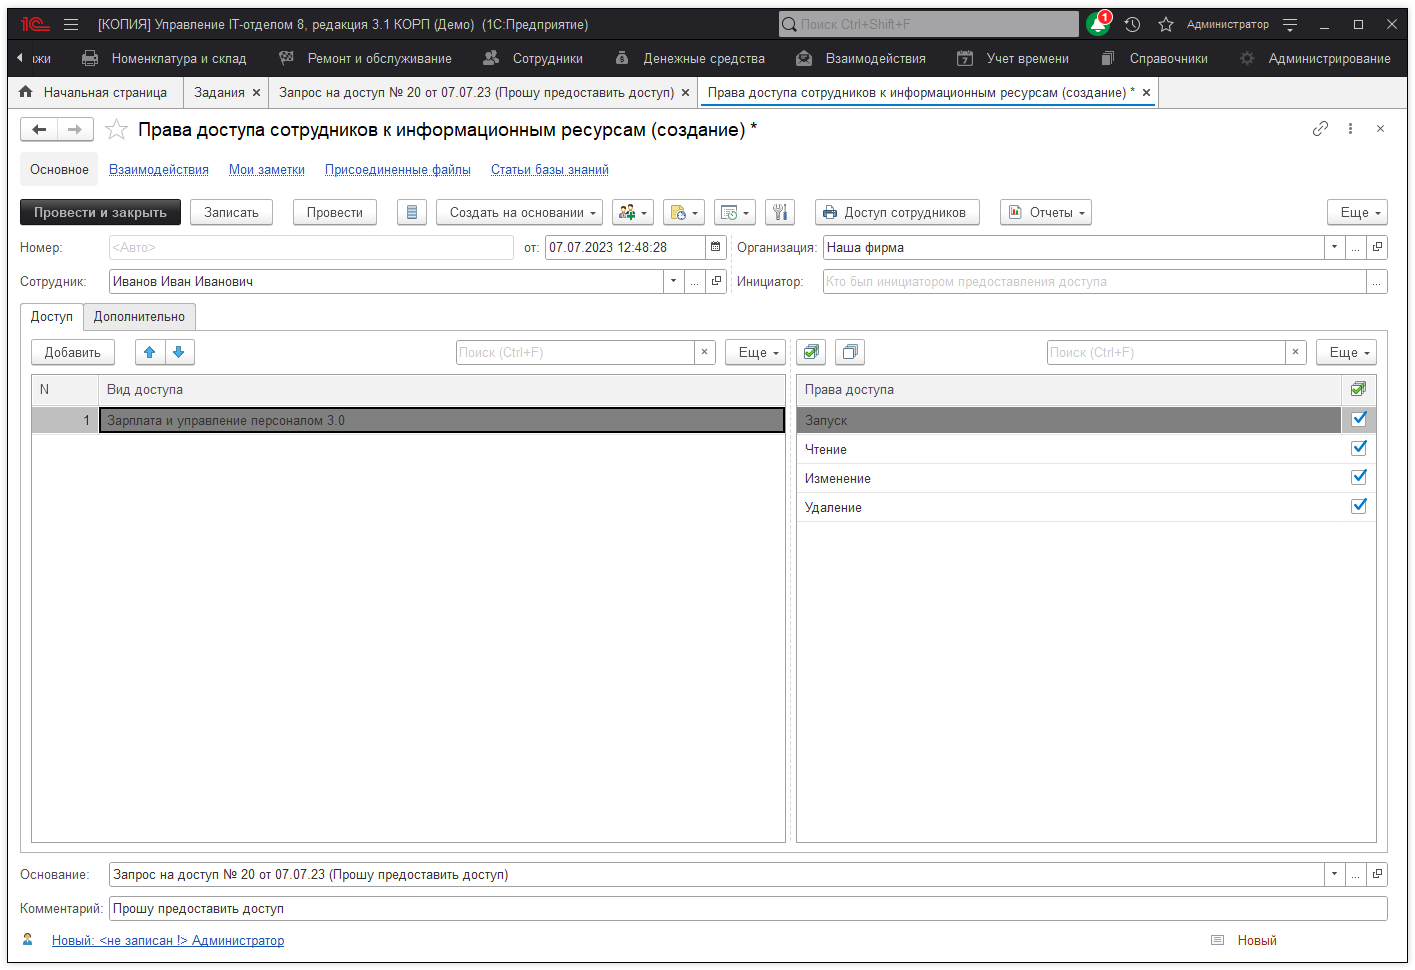 1С [КОПИЯ] Управление IT-отделом 8, редакция 3.1 КОРП (Демо) (1С:Предприятие) Поиск Ctrl+Shift+F 1 Администратор
жи Номенклатура и склад Ремонт и обслуживание Сотрудники Денежные средства Взаимодействия 7 Учет времени Справочники Администрирование
Начальная страница Задания × Запрос на доступ № 20 от 07.07.23 (Прошу предоставить доступ) × Права доступа сотрудников к информационным ресурсам (создание) * ×
Права доступа сотрудников к информационным ресурсам (создание) *
Основное Взаимодействия Мои заметки Присоединенные файлы Статьи базы знаний
Провести и закрыть Записать Провести Создать на основании Доступ сотрудников Отчеты Еще
Номер: <Авто> от: 07.07.2023 12:48:28 Организация: Наша фирма ...
Сотрудник: Иванов Иван Иванович ... Инициатор: Кто был инициатором предоставления доступа ...
Доступ Дополнительно
Добавить Поиск (Ctrl+F) × Еще Поиск (Ctrl+F) × Еще
N Вид доступа Права доступа
1 Зарплата и управление персоналом 3.0 Запуск
Чтение
Изменение
Удаление
Основание: Запрос на доступ № 20 от 07.07.23 (Прошу предоставить доступ) ...
Комментарий: Прошу предоставить доступ
Новый: <не записан !> Администратор Новый